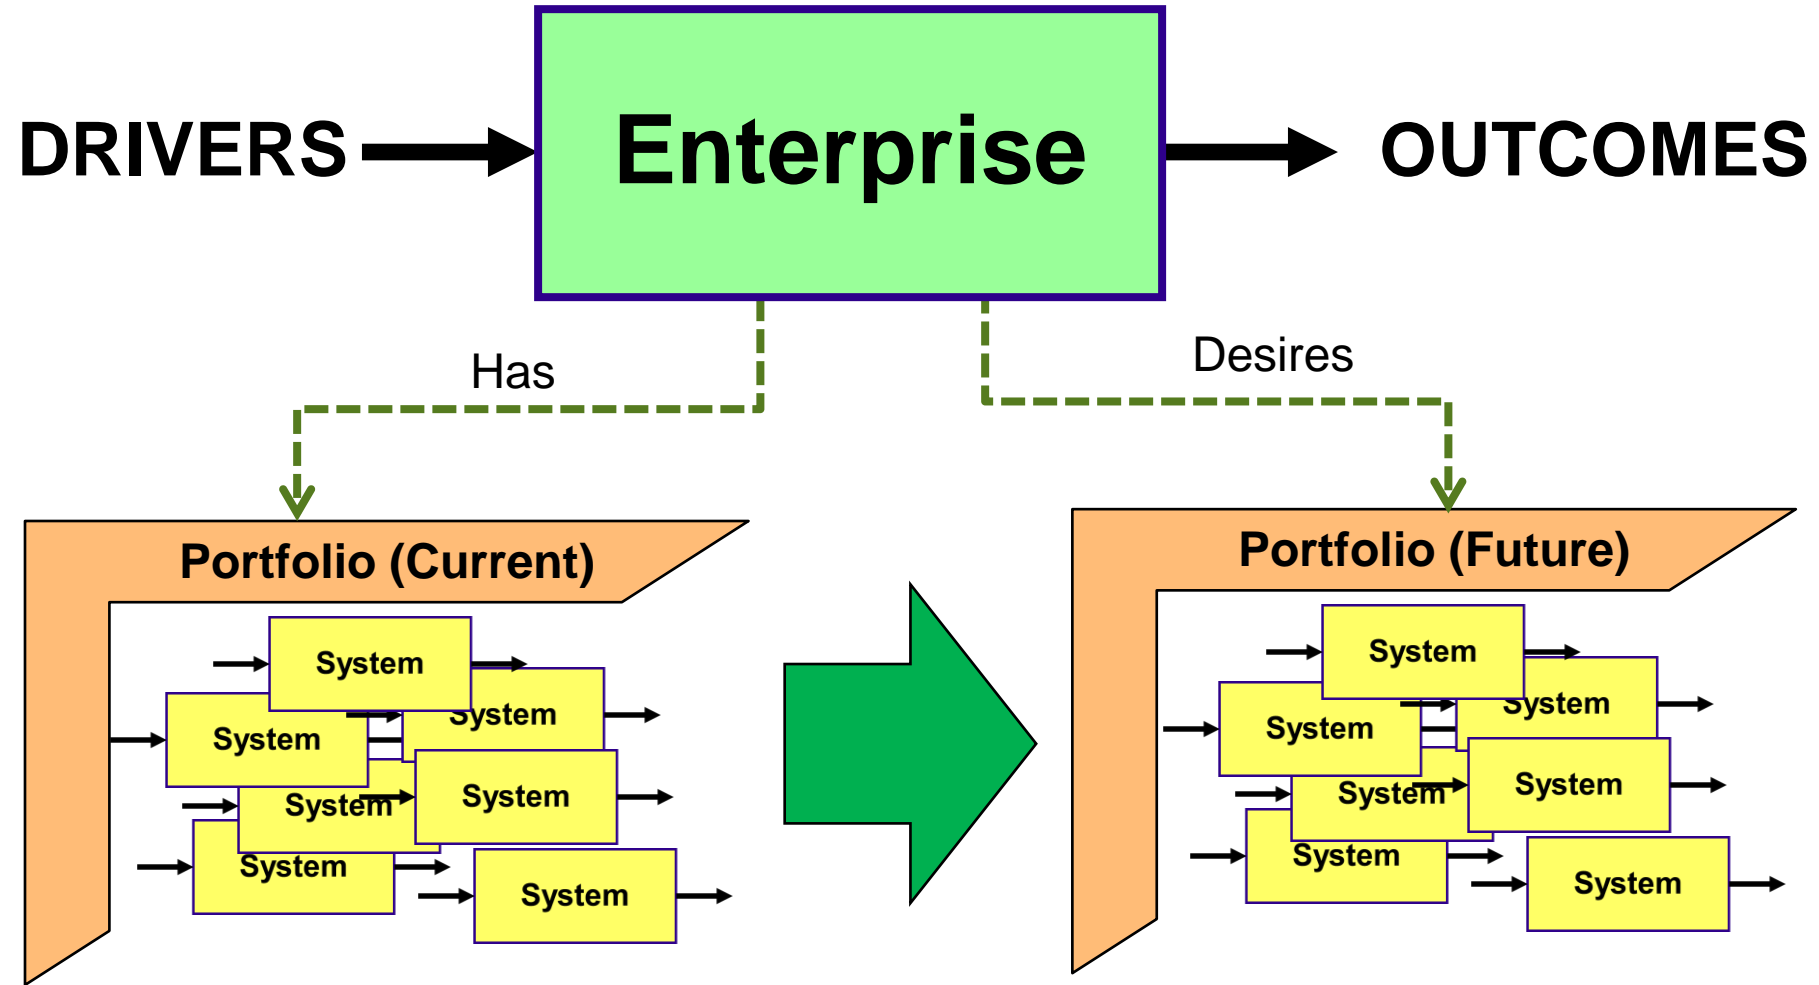 DRIVERS
Enterprise
OUTCOMES
Has
Desires
Portfolio (Current)
Portfolio (Future)
System
System
System
System
System
System
System
System
System
System
System
System
System
System